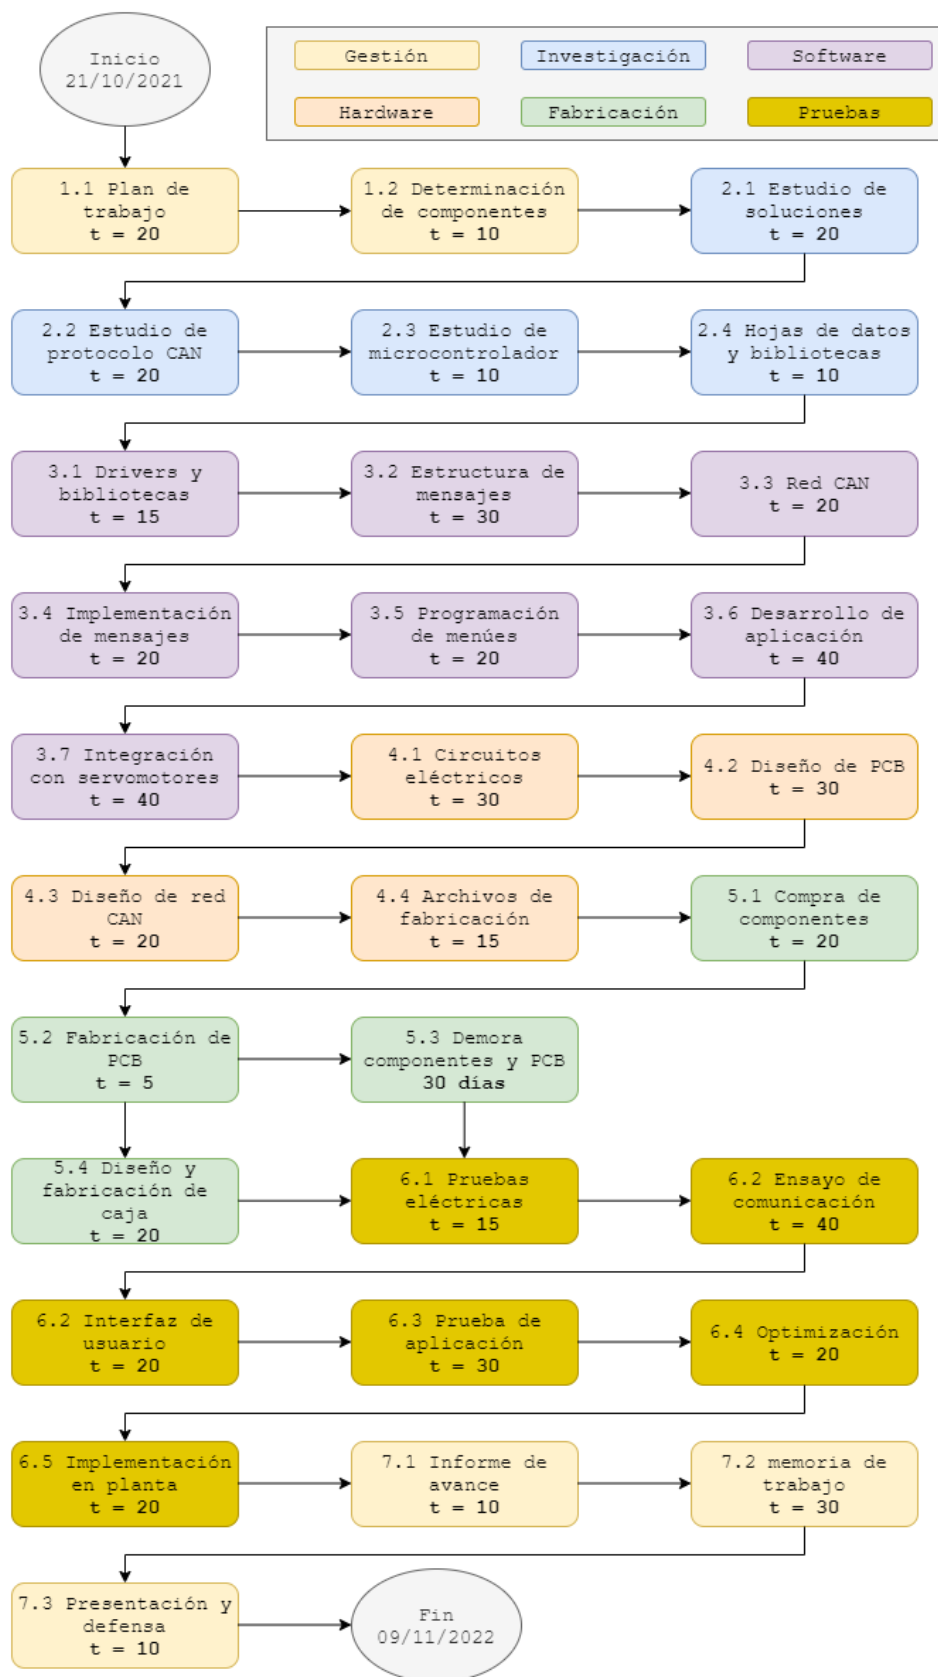 Inicio
21/10/2021
Gestión
Investigación
Software
Hardware
Fabricación
Pruebas
1.1 Plan de
trabajo
t = 20
1.2 Determinación
de componentes
t = 10
2.1 Estudio de
soluciones
t = 20
2.2 Estudio de
protocolo CAN
t = 20
2.3 Estudio de
microcontrolador
t = 10
2.4 Hojas de datos
y bibliotecas
t = 10
3.1 Drivers y
bibliotecas
t = 15
3.2 Estructura de
mensajes
t = 30
3.3 Red CAN
t = 20
3.4 Implementación
de mensajes
t = 20
3.5 Programación
de menúes
t = 20
3.6 Desarrollo de
aplicación
t = 40
3.7 Integración
con servomotores
t = 40
4.1 Circuitos
eléctricos
t = 30
4.2 Diseño de PCB
t = 30
4.3 Diseño de red
CAN
t = 20
4.4 Archivos de
fabricación
t = 15
5.1 Compra de
componentes
t = 20
5.2 Fabricación de
PCB
t = 5
5.3 Demora
componentes y PCB
30 días
5.4 Diseño y
fabricación de
caja
t = 20
6.1 Pruebas
eléctricas
t = 15
6.2 Ensayo de
comunicación
t = 40
6.2 Interfaz de
usuario
t = 20
6.3 Prueba de
aplicación
t = 30
6.4 Optimización
t = 20
6.5 Implementación
en planta
t = 20
7.1 Informe de
avance
t = 10
7.2 memoria de
trabajo
t = 30
7.3 Presentación y
defensa
t = 10
Fin
09/11/2022